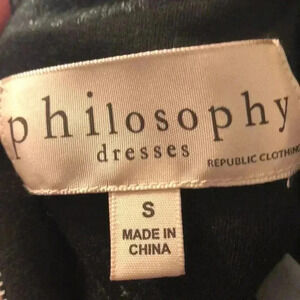 philosophy
dresses
REPUBLIC CLOTHING
S
MADE IN
CHINA